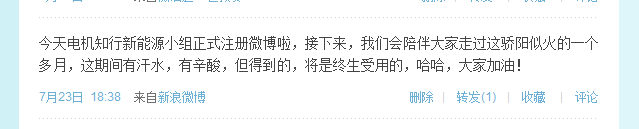 今天电机知行新能源小组正式注册微博啦，接下来，我们会陪伴大家走过这骄阳似火的一个
多月，这期间有汗水，有辛酸，但得到的，将是终生受用的，哈哈，大家加油！
7月23日 18:38 来自新浪微博 删除 | 转发(1) | 收藏 | 评论